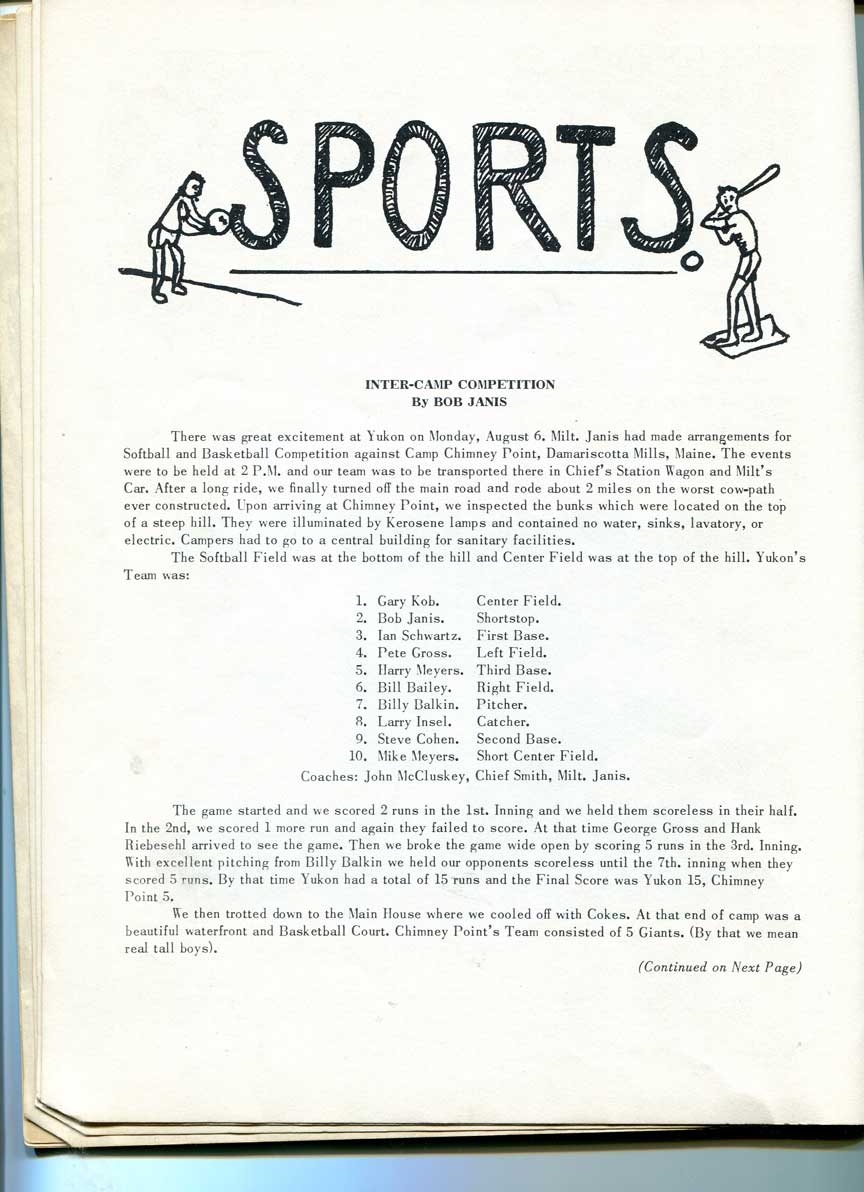 SPORTS.
INTER-CAMP COMPETITION
By BOB JANIS
There was great excitement at Yukon on Monday, August 6. Milt. Janis had made arrangements for
Softball and Basketball Competition against Camp Chimney Point, Damariscotta Mills, Maine. The events
were to be held at 2 P.M. and our team was to be transported there in Chief's Station Wagon and Milt's
Car. After a long ride, we finally turned off the main road and rode about 2 miles on the worst cow-path
ever constructed. Upon arriving at Chimney Point, we inspected the bunks which were located on the top
of a steep hill. They were illuminated by Kerosene lamps and contained no water, sinks, lavatory, or
electric. Campers had to go to a central building for sanitary facilities.
The Softball Field was at the bottom of the hill and Center Field was at the top of the hill. Yukon's
Team was:
1. Gary Kob. Center Field.
2. Bob Janis. Shortstop.
3. Ian Schwartz. First Base.
4. Pete Gross. Left Field.
5. Harry Meyers. Third Base.
6. Bill Bailey. Right Field.
7. Billy Balkin. Pitcher.
8. Larry Insel. Catcher.
9. Steve Cohen. Second Base.
10. Mike Meyers. Short Center Field.
Coaches: John McCluskey, Chief Smith, Milt. Janis.
The game started and we scored 2 runs in the 1st. Inning and we held them scoreless in their half.
In the 2nd, we scored 1 more run and again they failed to score. At that time George Gross and Hank
Riebesehl arrived to see the game. Then we broke the game wide open by scoring 5 runs in the 3rd. Inning.
With excellent pitching from Billy Balkin we held our opponents scoreless until the 7th. inning when they
scored 5 runs. By that time Yukon had a total of 15 runs and the Final Score was Yukon 15, Chimney
Point 5.
We then trotted down to the Main House where we cooled off with Cokes. At that end of camp was a
beautiful waterfront and Basketball Court. Chimney Point's Team consisted of 5 Giants. (By that we mean
real tall boys).
(Continued on Next Page)